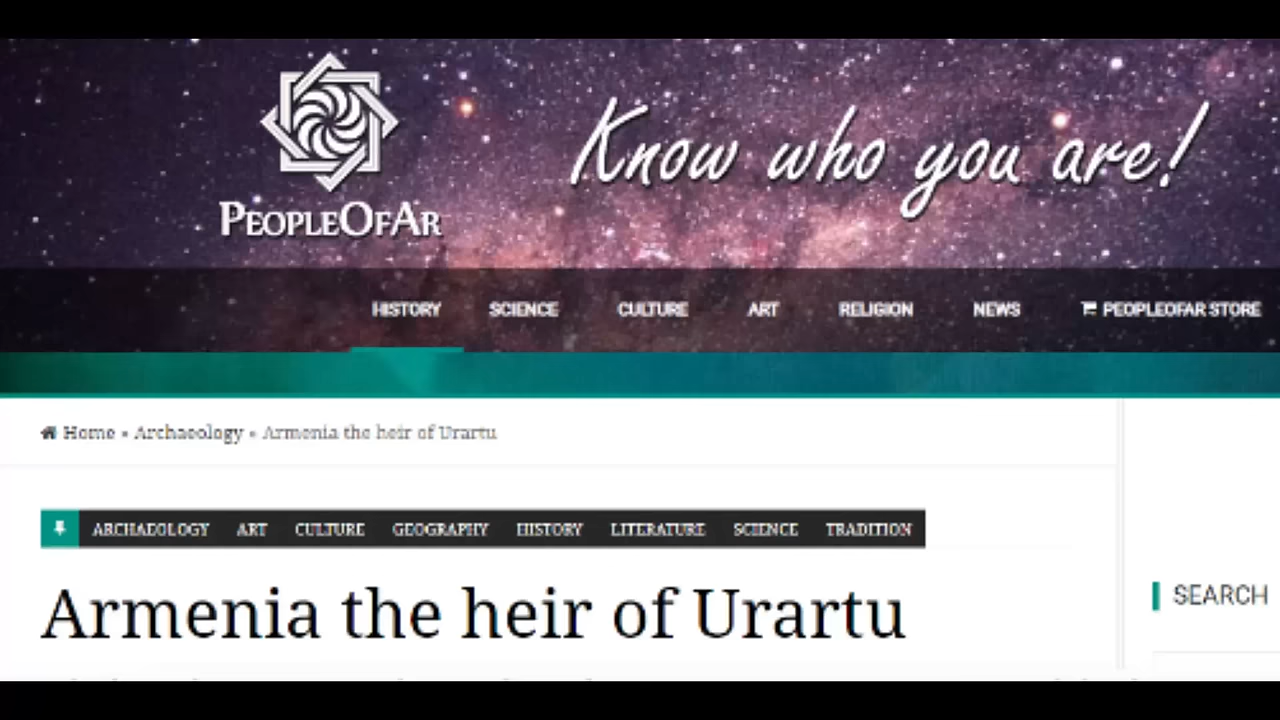 Know who you are!
PEOPLEOFAR
HISTORY SCIENCE CULTURE ART RELIGION NEWS PEOPLEOFAR STORE
Home » Archaeology » Armenia the heir of Urartu
ARCHAEOLOGY ART CULTURE GEOGRAPHY HISTORY LITERATURE SCIENCE TRADITION
Armenia the heir of Urartu
SEARCH